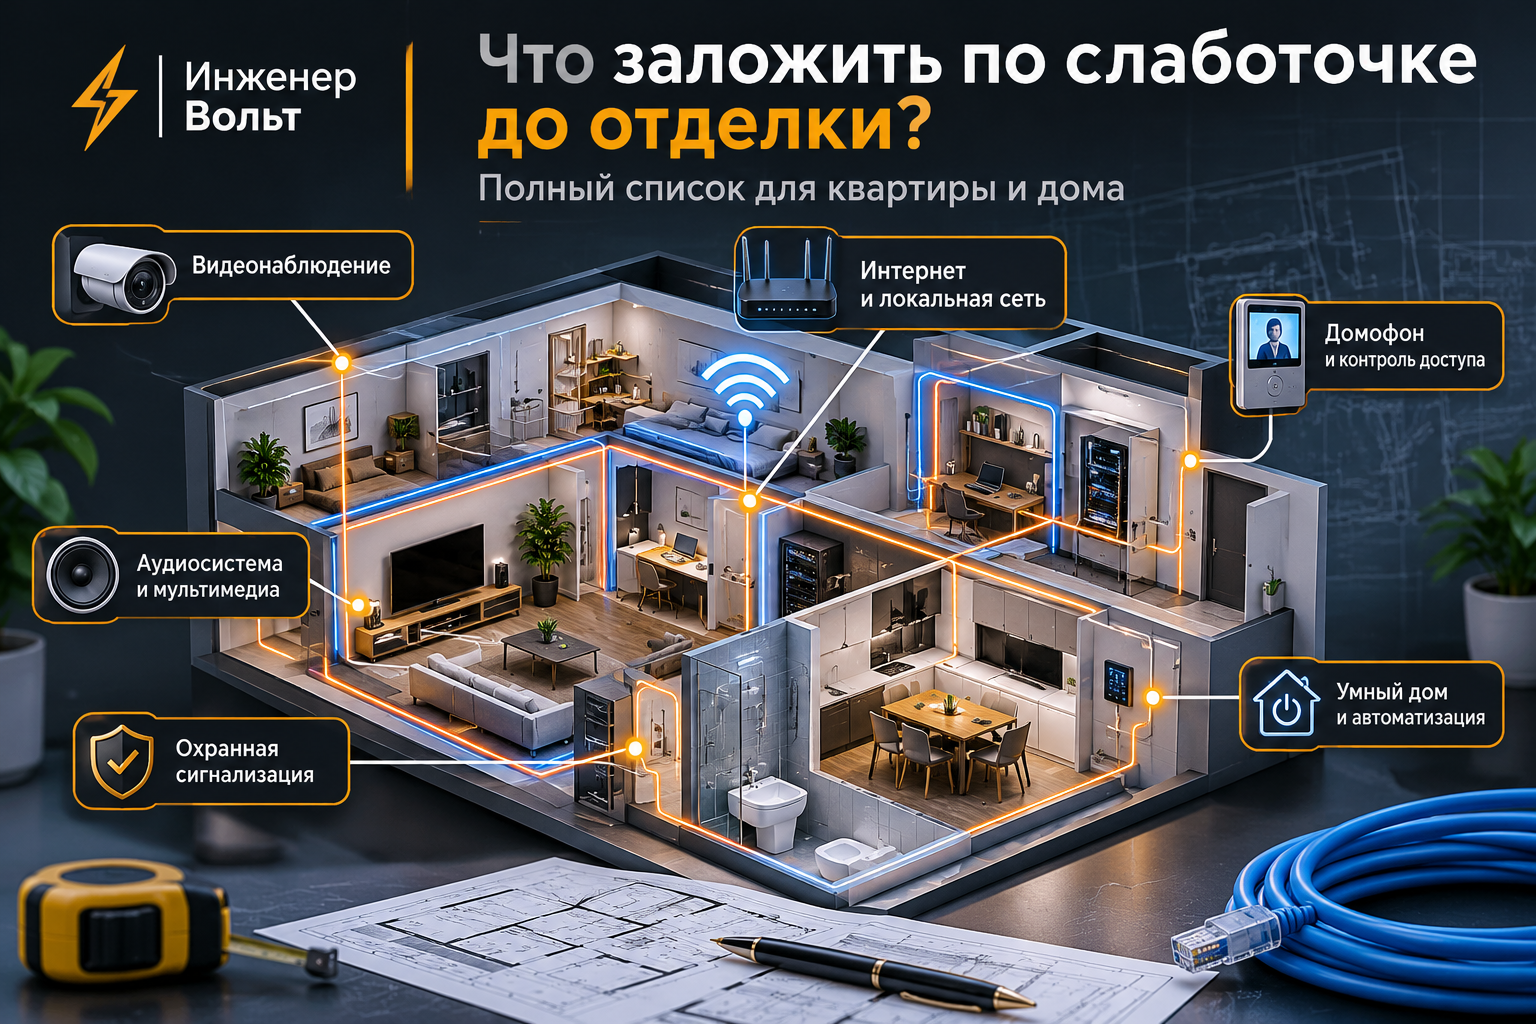 Инженер
Вольт
Что заложить по слаботочке
до отделки?
Полный список для квартиры и дома
Видеонаблюдение
Интернет
и локальная сеть
Домофон
и контроль доступа
Аудиосистема
и мультимедиа
Охранная
сигнализация
Умный дом
и автоматизация